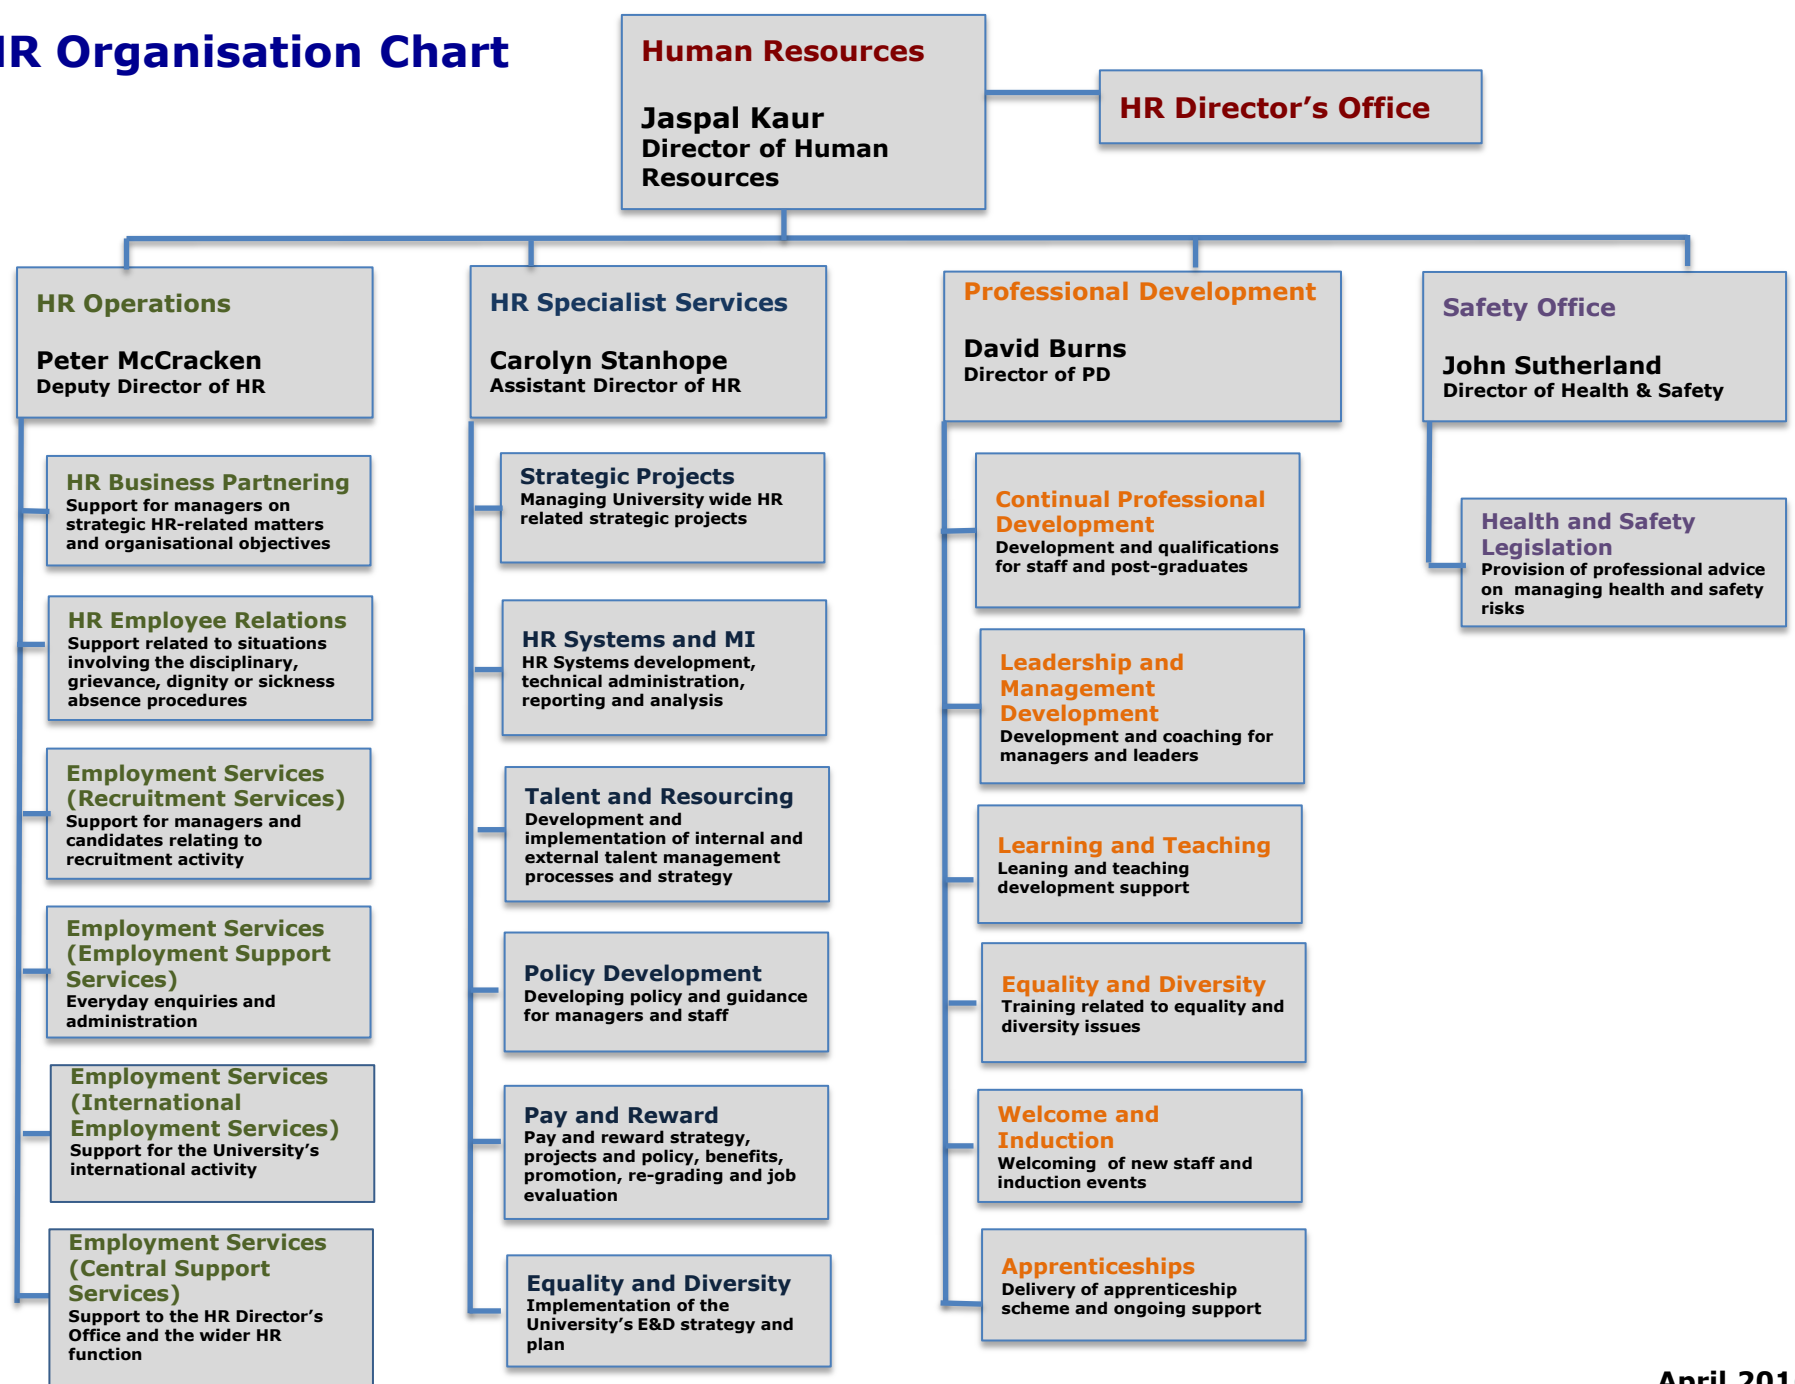 HR Organisation Chart
Human Resources
Jaspal Kaur
Director of Human
Resources
HR Director’s Office
HR Operations
Peter McCracken
Deputy Director of HR
HR Business Partnering
Support for managers on
strategic HR-related matters
and organisational objectives
HR Employee Relations
Support related to situations
involving the disciplinary,
grievance, dignity or sickness
absence procedures
Employment Services
(Recruitment Services)
Support for managers and
candidates relating to
recruitment activity
Employment Services
(Employment Support
Services)
Everyday enquiries and
administration
Employment Services
(International
Employment Services)
Support for the University’s
international activity
Employment Services
(Central Support
Services)
Support to the HR Director’s
Office and the wider HR
function
HR Specialist Services
Carolyn Stanhope
Assistant Director of HR
Strategic Projects
Managing University wide HR
related strategic projects
HR Systems and MI
HR Systems development,
technical administration,
reporting and analysis
Talent and Resourcing
Development and
implementation of internal and
external talent management
processes and strategy
Policy Development
Developing policy and guidance
for managers and staff
Pay and Reward
Pay and reward strategy,
projects and policy, benefits,
promotion, re-grading and job
evaluation
Equality and Diversity
Implementation of the
University’s E&D strategy and
plan
Professional Development
David Burns
Director of PD
Continual Professional
Development
Development and qualifications
for staff and post-graduates
Leadership and
Management
Development
Development and coaching for
managers and leaders
Learning and Teaching
Leaning and teaching
development support
Equality and Diversity
Training related to equality and
diversity issues
Welcome and
Induction
Welcoming of new staff and
induction events
Apprenticeships
Delivery of apprenticeship
scheme and ongoing support
Safety Office
John Sutherland
Director of Health & Safety
Health and Safety
Legislation
Provision of professional advice
on managing health and safety
risks
April